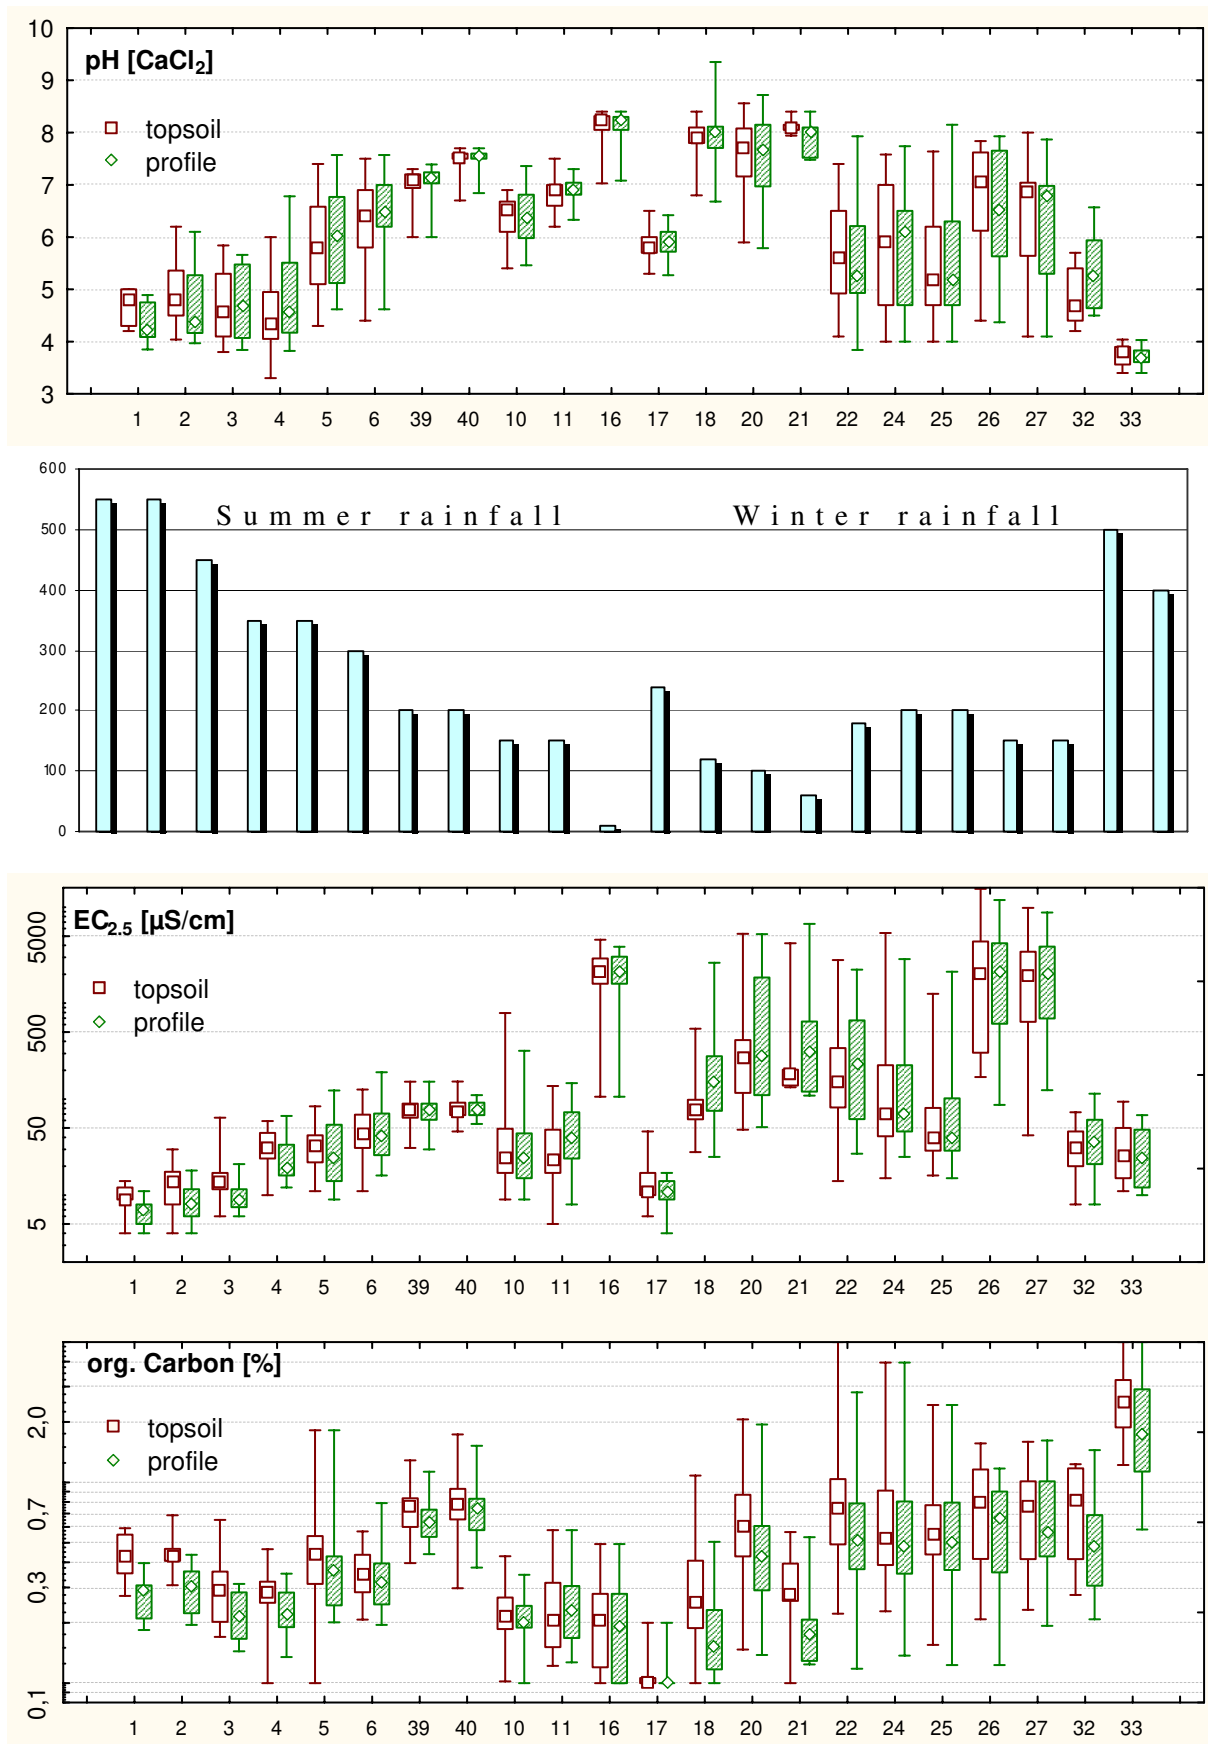 10
pH [CaCl2]
9
topsoil
8
profile
7
6
5
4
3
1 2 3 4 5 6 39 40 10 11 16 17 18 20 21 22 24 25 26 27 32 33
600
Summer rainfall Winter rainfall
500
400
300
200
100
0
EC2.5 [µS/cm]
5000
topsoil
profile
500
50
5
1 2 3 4 5 6 39 40 10 11 16 17 18 20 21 22 24 25 26 27 32 33
org. Carbon [%]
2,0
topsoil
profile
0,7
0,3
0,1
1 2 3 4 5 6 39 40 10 11 16 17 18 20 21 22 24 25 26 27 32 33